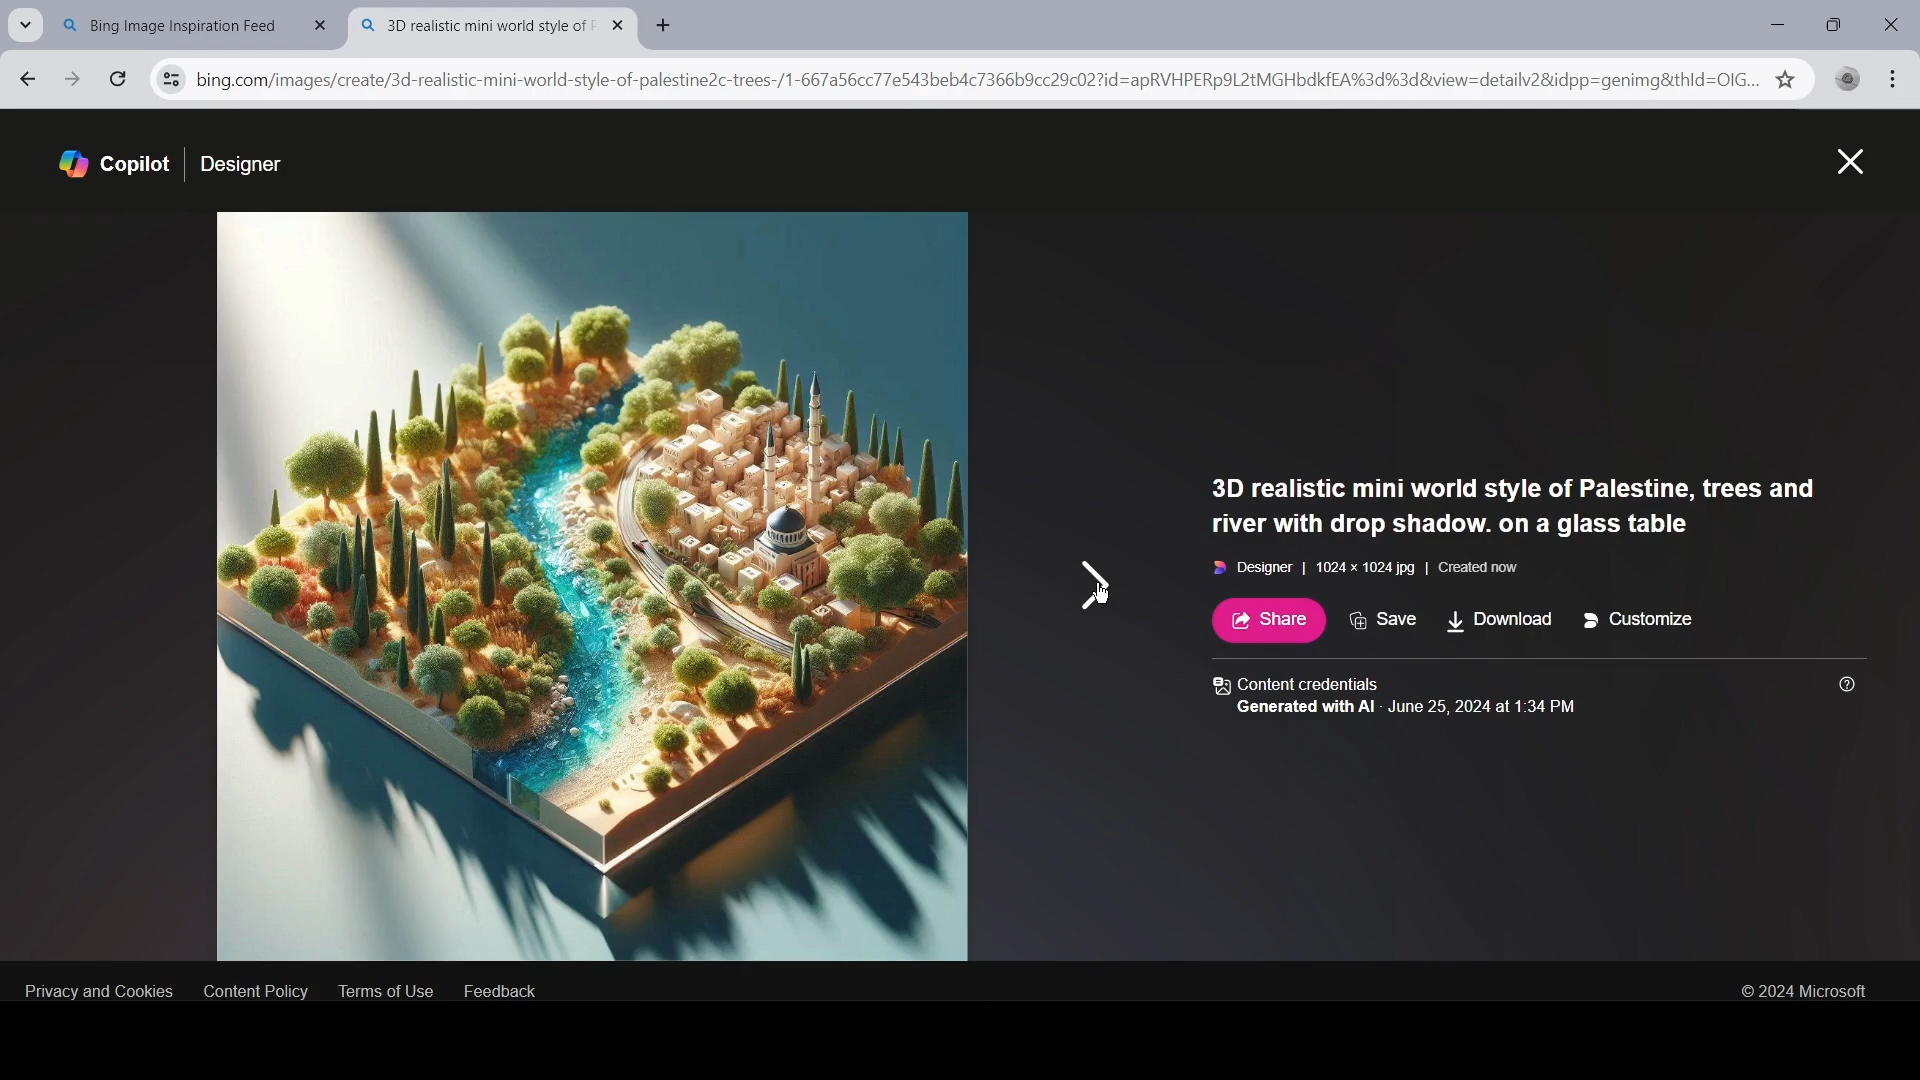 Bing Image Inspiration Feed
3D realistic mini world style of P
bing.com/images/create/3d-realistic-mini-world-style-of-palestine2c-trees-/1-667a56cc77e543beb4c7366b9cc29c02?id=apRVHPERp9L2tMGHbdkfEA%3d%3d&view=detailv2&idpp=genimg&thId=OIG...
Copilot | Designer
3D realistic mini world style of Palestine, trees and
river with drop shadow. on a glass table
Designer | 1024 × 1024 jpg | Created now
Share Save Download Customize
Content credentials
Generated with AI · June 25, 2024 at 1:34 PM
Privacy and Cookies Content Policy Terms of Use Feedback © 2024 Microsoft